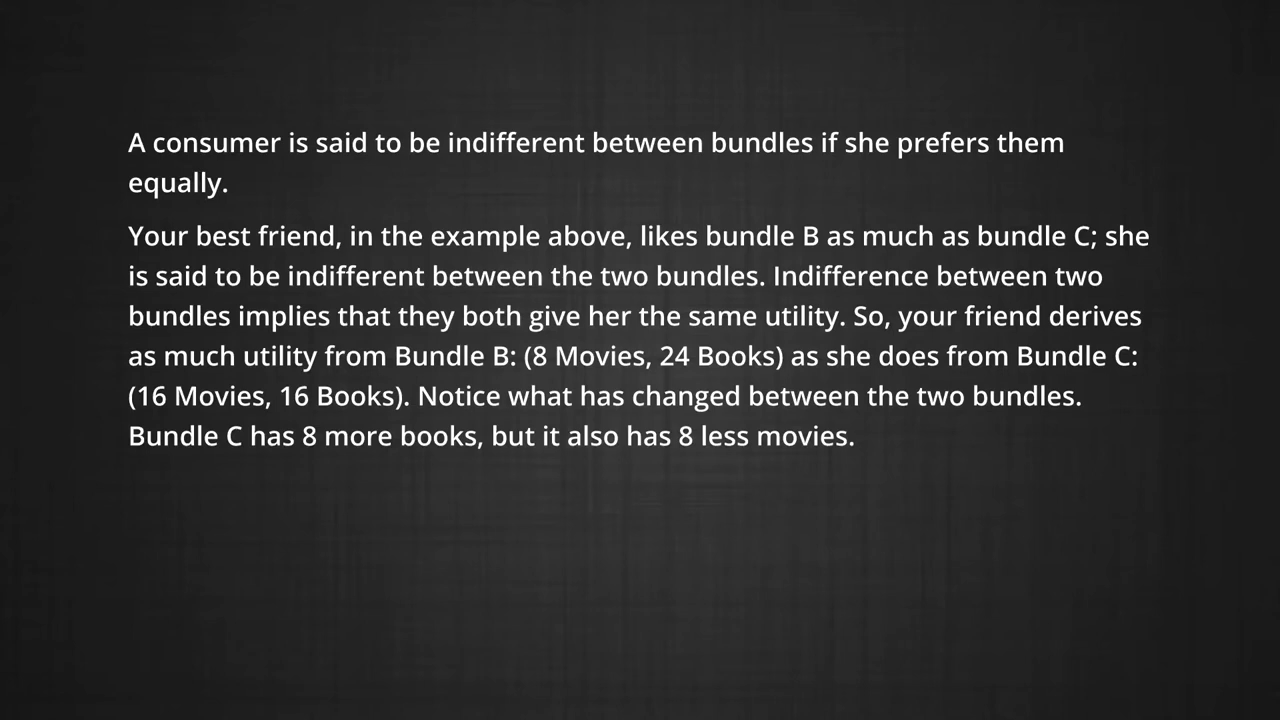 A consumer is said to be indifferent between bundles if she prefers them
equally.
Your best friend, in the example above, likes bundle B as much as bundle C; she
is said to be indifferent between the two bundles. Indifference between two
bundles implies that they both give her the same utility. So, your friend derives
as much utility from Bundle B: (8 Movies, 24 Books) as she does from Bundle C:
(16 Movies, 16 Books). Notice what has changed between the two bundles.
Bundle C has 8 more books, but it also has 8 less movies.